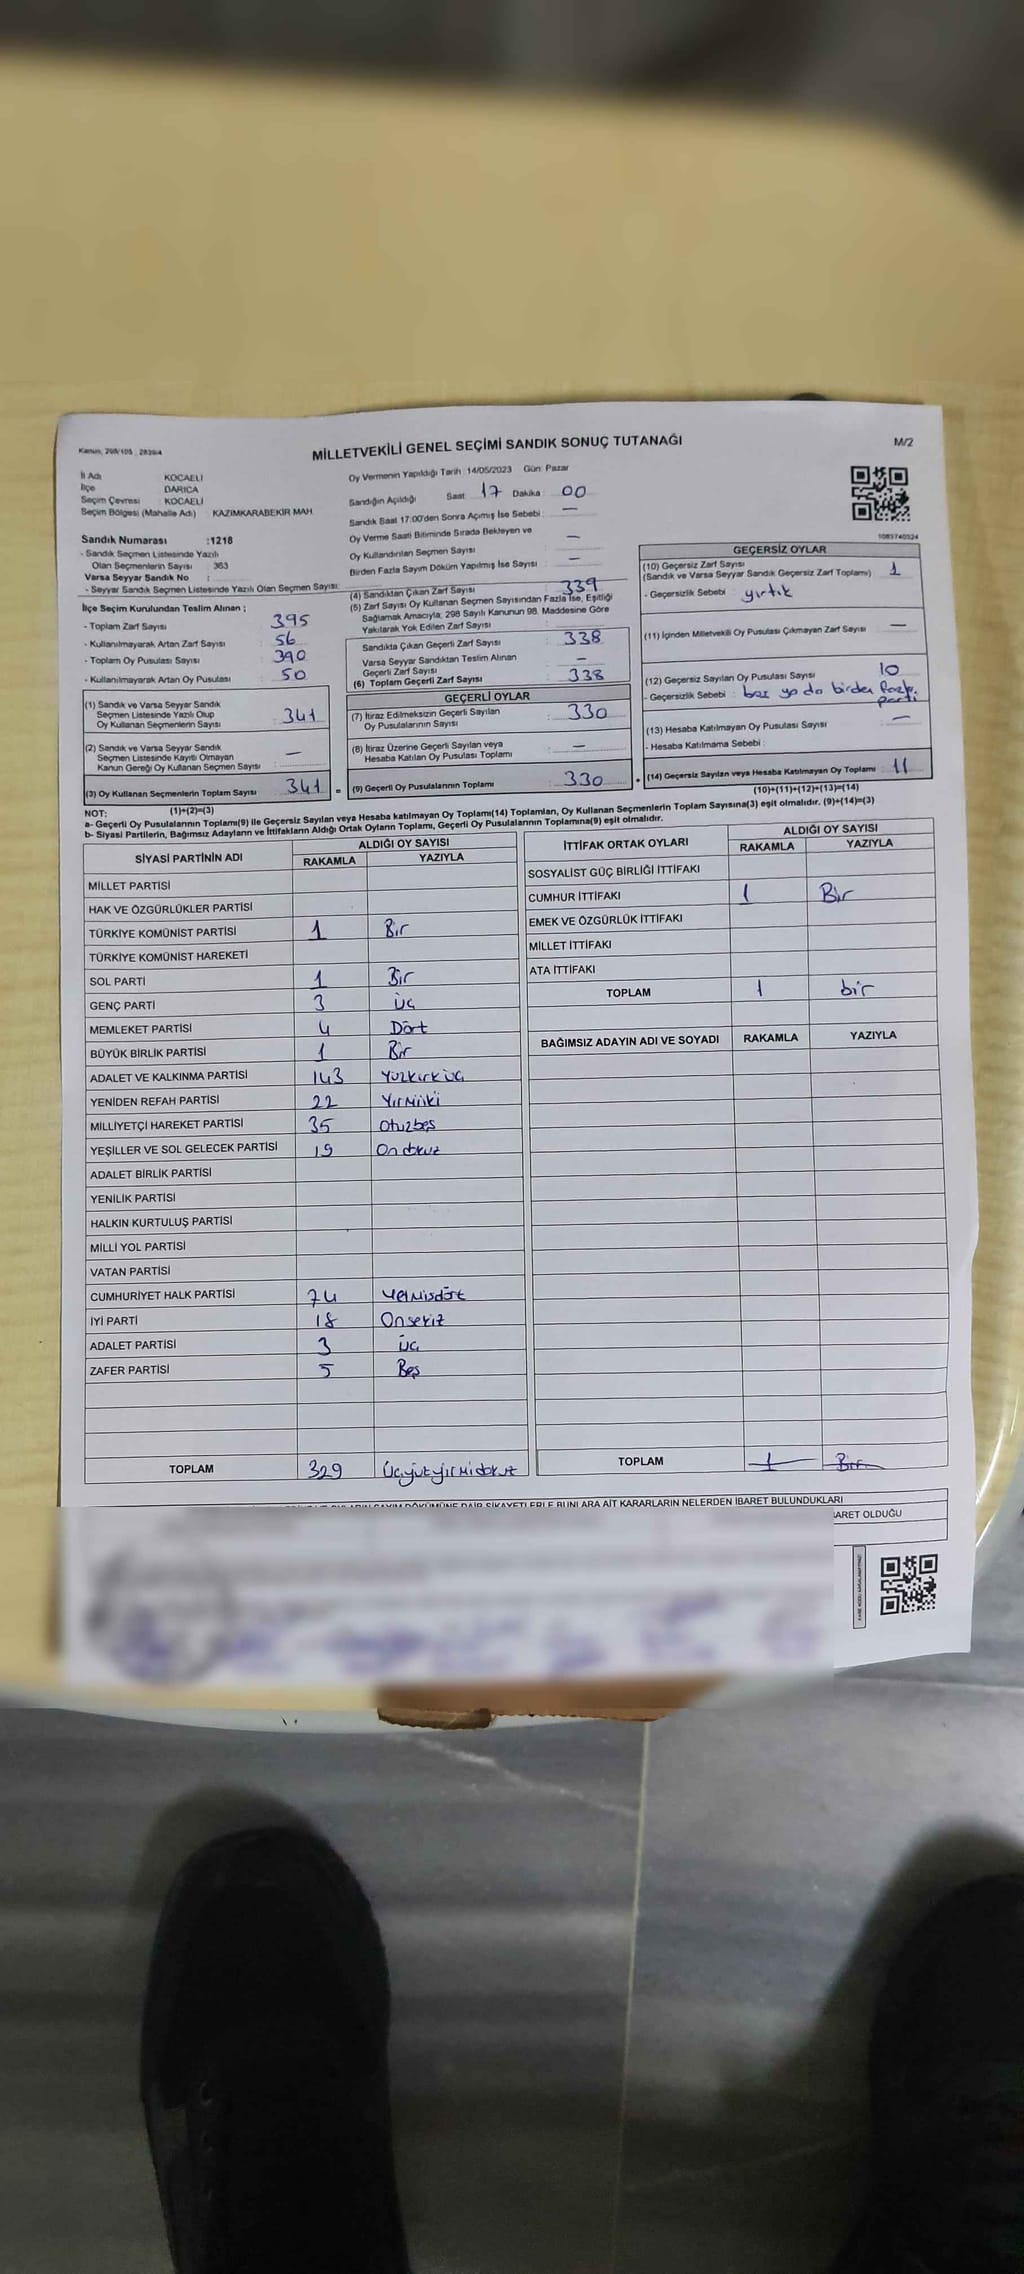 Kanun, 298/105 , 2839/4
MİLLETVEKİLİ GENEL SEÇİMİ SANDIK SONUÇ TUTANAĞI
M/2
İl Adı KOCAELİ
İlçe DARICA
Seçim Çevresi : KOCAELİ
Seçim Bölgesi (Mahalle Adı) : KAZIMKARABEKİR MAH.
Oy Vermenin Yapıldığı Tarih :14/05/2023 Gün: Pazar
Sandığın Açıldığı Saat : 17 Dakika : 00
Sandık Saat 17:00'den Sonra Açılmış İse Sebebi : —
Oy Verme Saati Bitiminde Sırada Bekleyen ve
Oy Kullandırılan Seçmen Sayısı : —
Birden Fazla Sayım Döküm Yapılmış İse Sayısı : —
Sandık Numarası :1218
- Sandık Seçmen Listesinde Yazılı
Olan Seçmenlerin Sayısı : 363
Varsa Seyyar Sandık No :
- Seyyar Sandık Seçmen Listesinde Yazılı Olan Seçmen Sayısı:
İlçe Seçim Kurulundan Teslim Alınan ;
- Toplam Zarf Sayısı : 395
- Kullanılmayarak Artan Zarf Sayısı : 56
- Toplam Oy Pusulası Sayısı : 390
- Kullanılmayarak Artan Oy Pusulası : 50
(1) Sandık ve Varsa Seyyar Sandık
Seçmen Listesinde Yazılı Olup
Oy Kullanan Seçmenlerin Sayısı : 341
(2) Sandık ve Varsa Seyyar Sandık
Seçmen Listesinde Kayıtlı Olmayan
Kanun Gereği Oy Kullanan Seçmen Sayısı : —
(3) Oy Kullanan Seçmenlerin Toplam Sayısı : 341
(1)+(2)=(3)
(4) Sandıktan Çıkan Zarf Sayısı : 339
(5) Zarf Sayısı Oy Kullanan Seçmen Sayısından Fazla İse, Eşitliği
Sağlamak Amacıyla, 298 Sayılı Kanunun 98. Maddesine Göre
Yakılarak Yok Edilen Zarf Sayısı :
Sandıkta Çıkan Geçerli Zarf Sayısı : 338
Varsa Seyyar Sandıktan Teslim Alınan
Geçerli Zarf Sayısı : —
(6) Toplam Geçerli Zarf Sayısı : 338
GEÇERLİ OYLAR
(7) İtiraz Edilmeksizin Geçerli Sayılan
Oy Pusulalarının Sayısı : 330
(8) İtiraz Üzerine Geçerli Sayılan veya
Hesaba Katılan Oy Pusulası Toplamı : —
= (9) Geçerli Oy Pusulalarının Toplamı : 330 +
1083740324
GEÇERSİZ OYLAR
(10) Geçersiz Zarf Sayısı
(Sandık ve Varsa Seyyar Sandık Geçersiz Zarf Toplamı) : 1
- Geçersizlik Sebebi : yırtık
(11) İçinden Milletvekili Oy Pusulası Çıkmayan Zarf Sayısı : —
(12) Geçersiz Sayılan Oy Pusulası Sayısı : 10
- Geçersizlik Sebebi : boş ya da birden fazla
parti
(13) Hesaba Katılmayan Oy Pusulası Sayısı : —
- Hesaba Katılmama Sebebi :
(14) Geçersiz Sayılan veya Hesaba Katılmayan Oy Toplamı : 11
(10)+(11)+(12)+(13)=(14)
NOT:
a- Geçerli Oy Pusulalarının Toplamı(9) ile Geçersiz Sayılan veya Hesaba katılmayan Oy Toplamı(14) Toplamları, Oy Kullanan Seçmenlerin Toplam Sayısına(3) eşit olmalıdır. (9)+(14)=(3)
b- Siyasi Partilerin, Bağımsız Adayların ve İttifakların Aldığı Ortak Oyların Toplamı, Geçerli Oy Pusulalarının Toplamına(9) eşit olmalıdır.
SİYASİ PARTİNİN ADI ALDIĞI OY SAYISI
RAKAMLA YAZIYLA
MİLLET PARTİSİ
HAK VE ÖZGÜRLÜKLER PARTİSİ
TÜRKİYE KOMÜNİST PARTİSİ 1 Bir
TÜRKİYE KOMÜNİST HAREKETİ
SOL PARTİ 1 Bir
GENÇ PARTİ 3 Üç
MEMLEKET PARTİSİ 4 Dört
BÜYÜK BİRLİK PARTİSİ 1 Bir
ADALET VE KALKINMA PARTİSİ 143 Yüzkırküç
YENİDEN REFAH PARTİSİ 22 Yirmiiki
MİLLİYETÇİ HAREKET PARTİSİ 35 Otuzbeş
YEŞİLLER VE SOL GELECEK PARTİSİ 19 Ondokuz
ADALET BİRLİK PARTİSİ
YENİLİK PARTİSİ
HALKIN KURTULUŞ PARTİSİ
MİLLİ YOL PARTİSİ
VATAN PARTİSİ
CUMHURİYET HALK PARTİSİ 74 Yetmişdört
İYİ PARTİ 18 Onsekiz
ADALET PARTİSİ 3 Üç
ZAFER PARTİSİ 5 Beş
TOPLAM 329 Üçyüzyirmidokuz
İTTİFAK ORTAK OYLARI ALDIĞI OY SAYISI
RAKAMLA YAZIYLA
SOSYALİST GÜÇ BİRLİĞİ İTTİFAKI
CUMHUR İTTİFAKI 1 Bir
EMEK VE ÖZGÜRLÜK İTTİFAKI
MİLLET İTTİFAKI
ATA İTTİFAKI
TOPLAM 1 bir
BAĞIMSIZ ADAYIN ADI VE SOYADI RAKAMLA YAZIYLA
TOPLAM 1 Bir
DÖKÜMÜNE DAİR ŞİKAYETLERLE BUNLARA AİT KARARLARIN NELERDEN İBARET BULUNDUKLARI
OLDUĞU